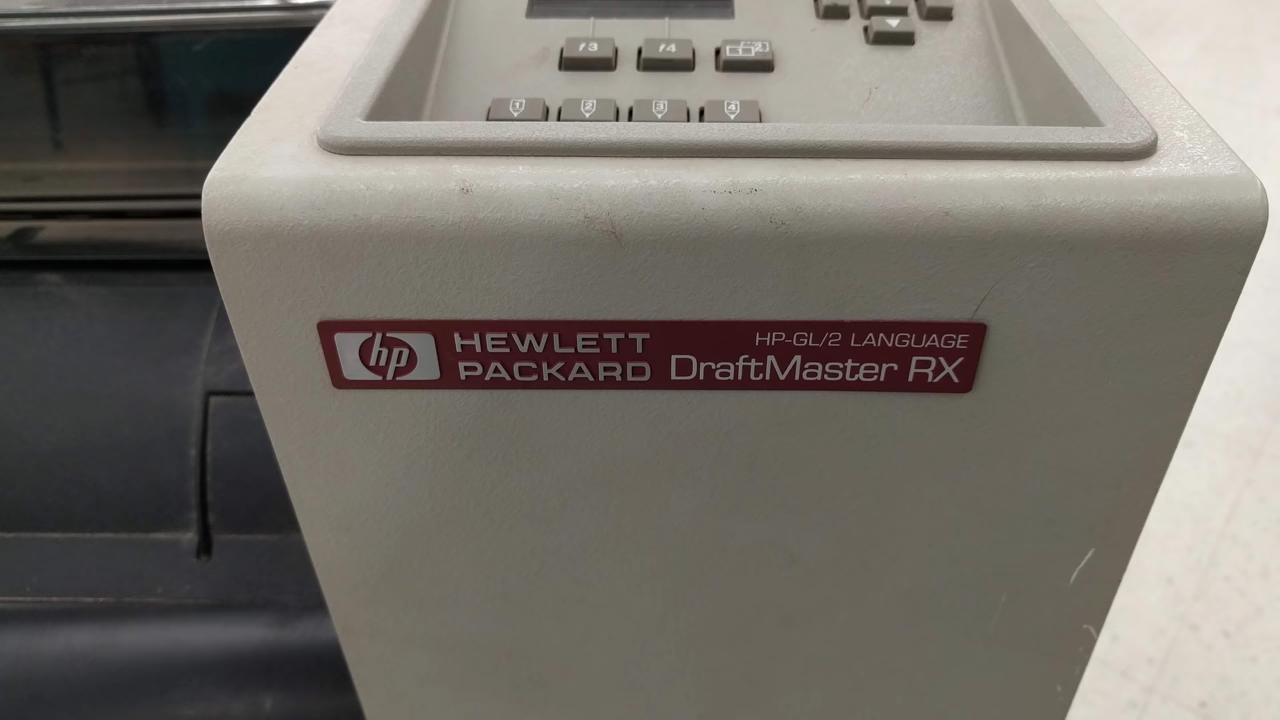 f3 f4
1 2 3 4
hp HEWLETT PACKARD
HP-GL/2 LANGUAGE
DraftMaster RX